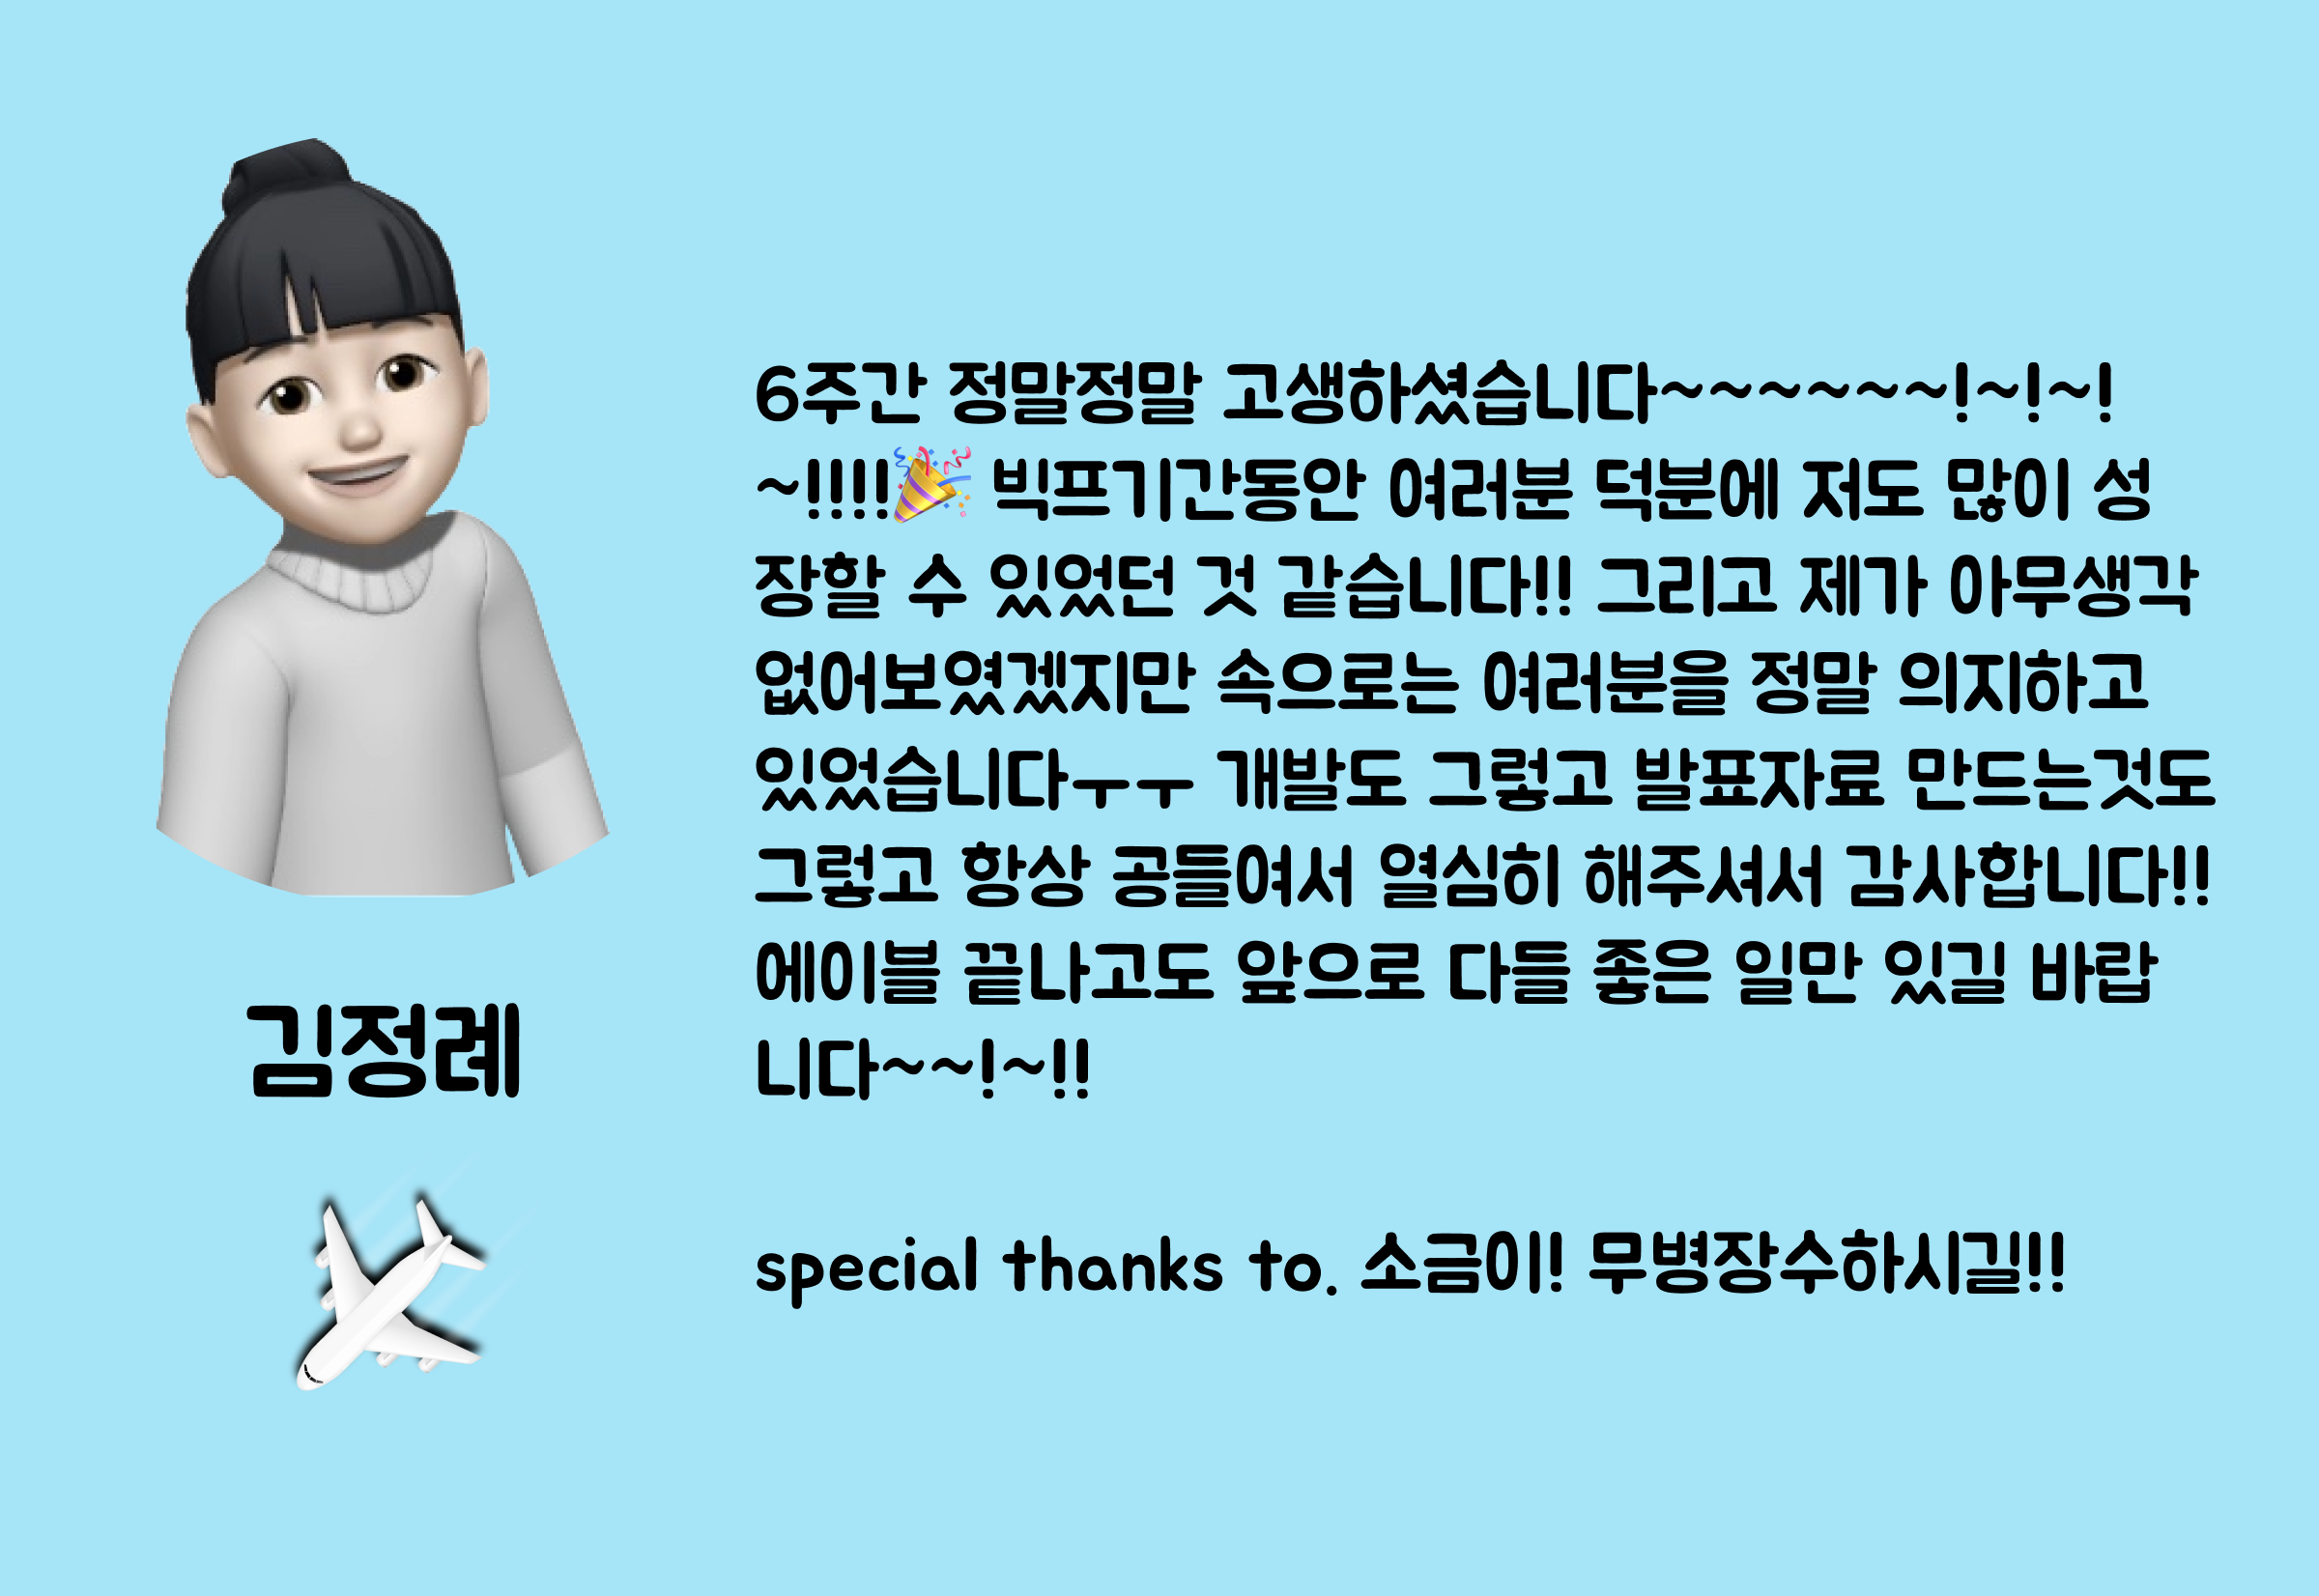 6주간 정말정말 고생하셨습니다~~~~~~!~!~!
~!!!!🎉 빅프기간동안 여러분 덕분에 저도 많이 성
장할 수 있었던 것 같습니다!! 그리고 제가 아무생각
없어보였겠지만 속으로는 여러분을 정말 의지하고
있었습니다ㅜㅜ 개발도 그렇고 발표자료 만드는것도
그렇고 항상 공들여서 열심히 해주셔서 감사합니다!!
에이블 끝나고도 앞으로 다들 좋은 일만 있길 바랍
니다~~!~!!
김정례
special thanks to. 소금이! 무병장수하시길!!